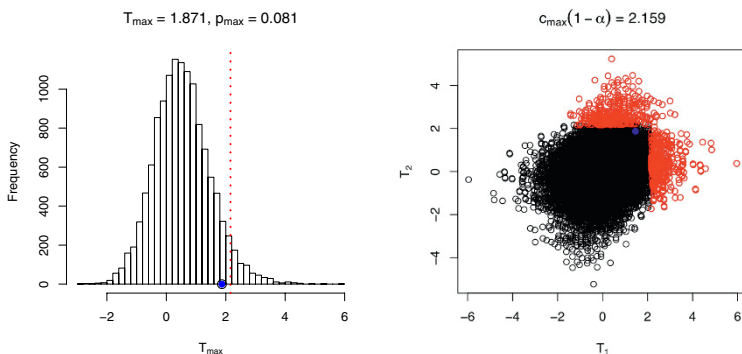 T_max = 1.871, p_max = 0.081
Frequency
1000
800
600
400
200
0
−2 0 2 4 6
T_max
c_max(1 − α) = 2.159
T_2
4
2
0
−2
−4
−6 −4 −2 0 2 4 6
T_1